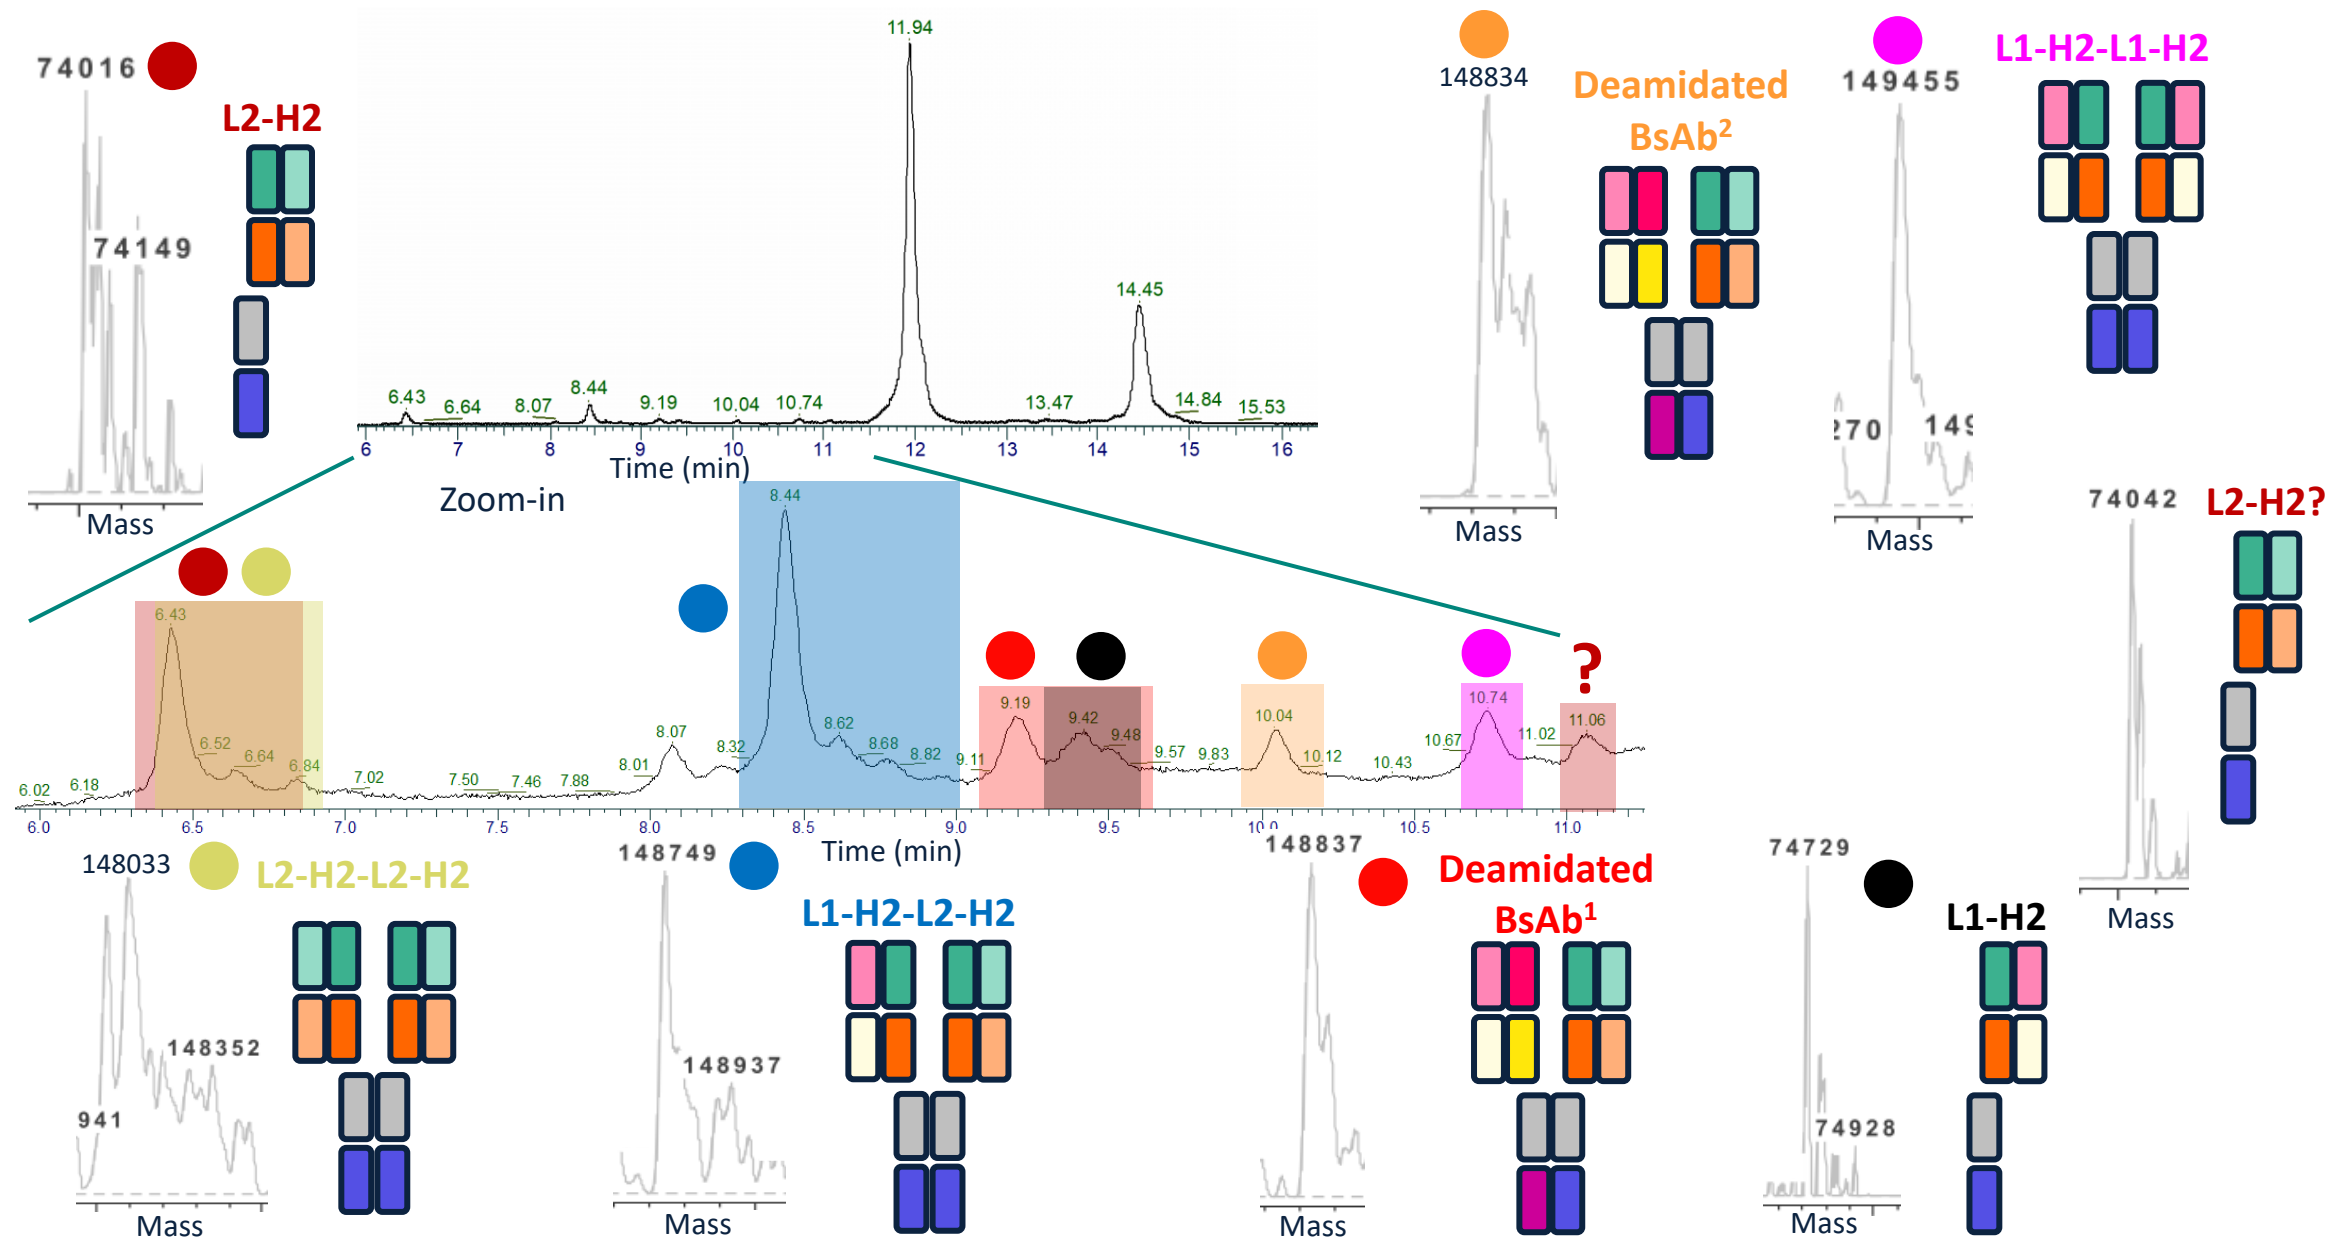 74016
L2-H2
74149
Mass
11.94
14.45
6.43
6.64
8.07
8.44
9.19
10.04
10.74
13.47
14.84
15.53
6 7 8 9 10 11 12 13 14 15 16
Time (min)
Zoom-in
148834
Deamidated
BsAb²
Mass
149455
L1-H2-L1-H2
270
149
Mass
74042
L2-H2?
Mass
8.44
6.43
6.52
6.64
6.84
6.02
6.18
7.02
7.50
7.46
7.88
8.01
8.07
8.32
8.62
8.68
8.82
9.11
9.19
9.42
9.48
9.57
9.83
10.04
10.12
10.43
10.67
10.74
11.02
11.06
?
6.0 6.5 7.0 7.5 8.0 8.5 9.0 9.5 10.0 10.5 11.0
Time (min)
148033
L2-H2-L2-H2
148352
941
Mass
148749
L1-H2-L2-H2
148937
Mass
148837
Deamidated
BsAb¹
Mass
74729
L1-H2
74928
Mass